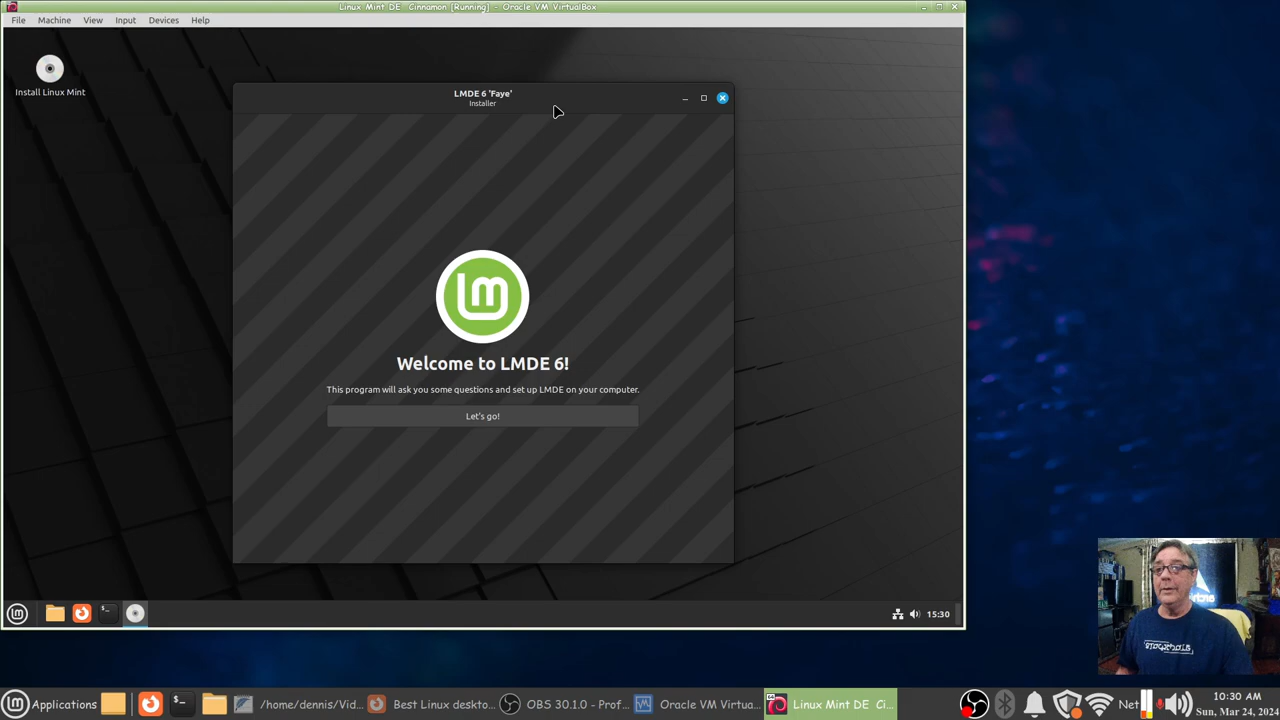 Linux Mint DE Cinnamon [Running] - Oracle VM VirtualBox
File Machine View Input Devices Help
Install Linux Mint
LMDE 6 'Faye'
Installer
lm
Welcome to LMDE 6!
This program will ask you some questions and set up LMDE on your computer.
Let's go!
15:30
Applications
/home/dennis/Vid...
Best Linux deskto...
OBS 30.1.0 - Prof...
Oracle VM Virtua...
Linux Mint DE Ci...
Net
10:30 AM
Sun, Mar 24, 2024